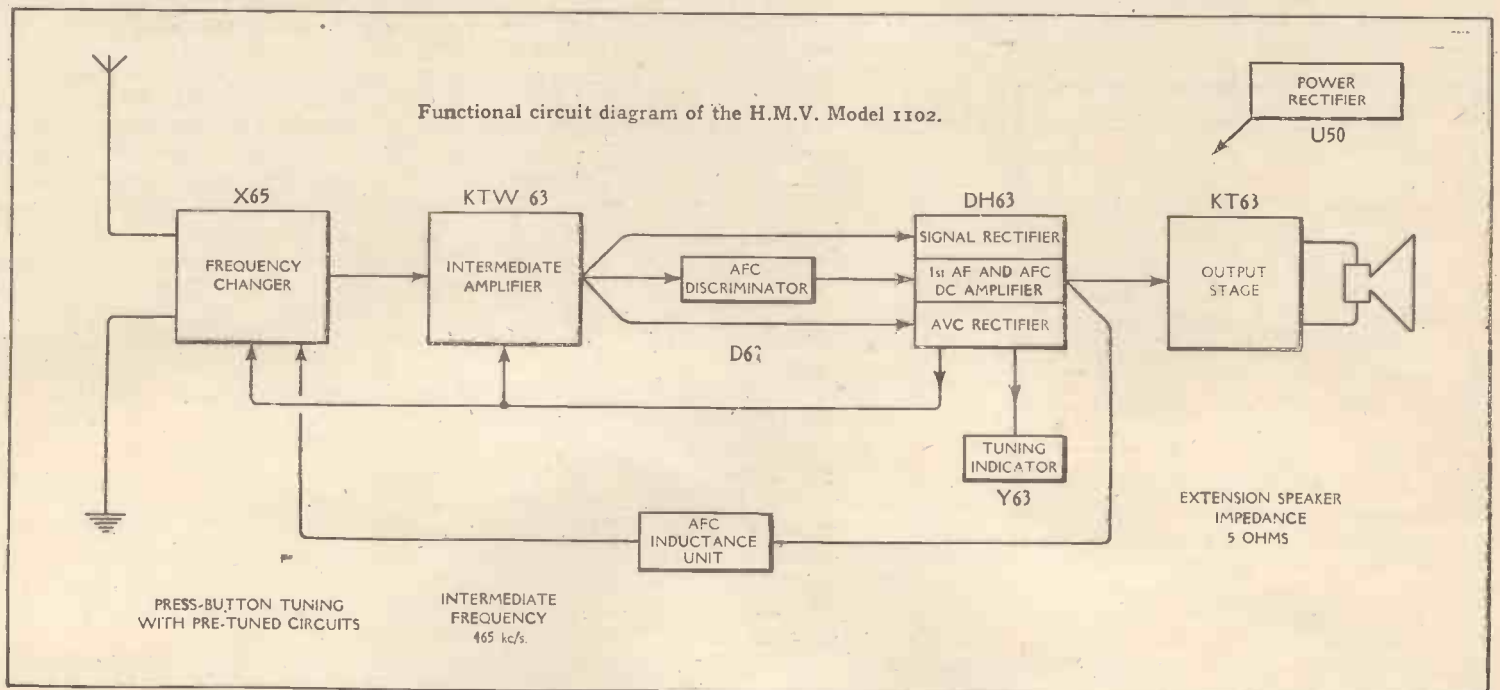 POWER
RECTIFIER
U50
Functional circuit diagram of the H.M.V. Model 1102.
X65
FREQUENCY
CHANGER
KTW 63
INTERMEDIATE
AMPLIFIER
AFC
DISCRIMINATOR
DH63
SIGNAL RECTIFIER
1st AF AND AFC
DC AMPLIFIER
AVC RECTIFIER
KT63
OUTPUT
STAGE
TUNING
INDICATOR
Y63
AFC
INDUCTANCE
UNIT
EXTENSION SPEAKER
IMPEDANCE
5 OHMS
PRESS-BUTTON TUNING
WITH PRE-TUNED CIRCUITS
INTERMEDIATE
FREQUENCY
465 kc/s.